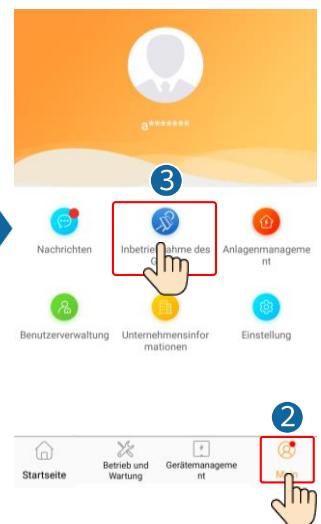 a*******
3
Nachrichten
Inbetriebnahme des
Anlagenmanageme
nt
Benutzerverwaltung
Unternehmensinfor
mationen
Einstellung
2
Startseite
Betrieb und
Wartung
Gerätemanageme
nt